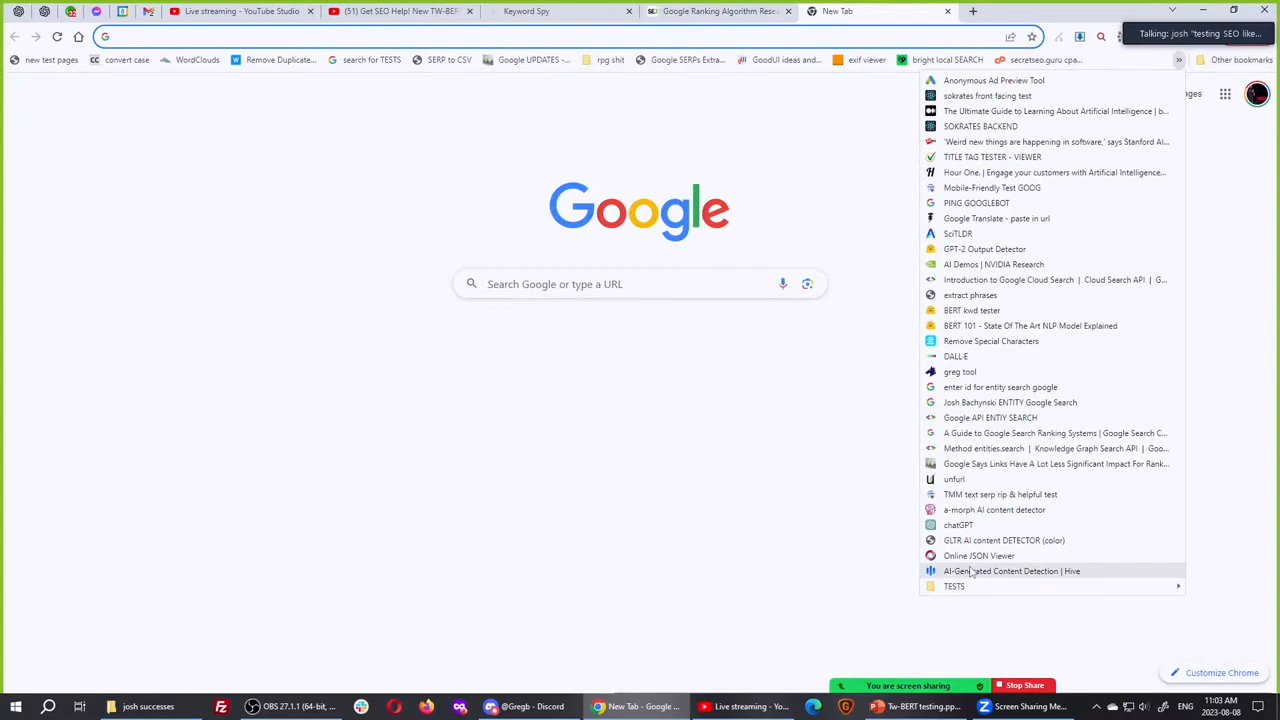 Live streaming - YouTube Studio
(51) Get SEO Help! New TW-BER
Keyword Spy
Google Ranking Algorithm Rese
New Tab
Talking: josh "testing SEO like...
new test pages
CC convert case
WordClouds
Remove Duplicate...
search for TESTS
SERP to CSV
Google UPDATES -...
rpg shit
Google SERPs Extra...
GoodUI ideas and...
exif viewer
bright local SEARCH
secretseo.guru cpa...
»
Other bookmarks
ages
Anonymous Ad Preview Tool
sokrates front facing test
The Ultimate Guide to Learning About Artificial Intelligence | b...
SOKRATES BACKEND
'Weird new things are happening in software,' says Stanford AI...
TITLE TAG TESTER - VIEWER
Hour One. | Engage your customers with Artificial Intelligence...
Mobile-Friendly Test GOOG
PING GOOGLEBOT
Google Translate - paste in url
SciTLDR
GPT-2 Output Detector
AI Demos | NVIDIA Research
Introduction to Google Cloud Search | Cloud Search API | G...
extract phrases
BERT kwd tester
BERT 101 - State Of The Art NLP Model Explained
Remove Special Characters
DALL·E
greg tool
enter id for entity search google
Josh Bachynski ENTITY Google Search
Google API ENTIY SEARCH
A Guide to Google Search Ranking Systems | Google Search C...
Method entities.search | Knowledge Graph Search API | Goo...
Google Says Links Have A Lot Less Significant Impact For Rank...
unfurl
TMM text serp rip & helpful test
a-morph AI content detector
chatGPT
GLTR AI content DETECTOR (color)
Online JSON Viewer
AI-Generated Content Detection | Hive
TESTS
Google
Search Google or type a URL
Customize Chrome
You are screen sharing
Stop Share
josh successes
OBS 27.1 (64-bit, ...
Gregb - Discord
New Tab - Google ...
Live streaming - Yo...
Tw-BERT testing.pp...
Screen Sharing Me...
11:03 AM
2023-08-08